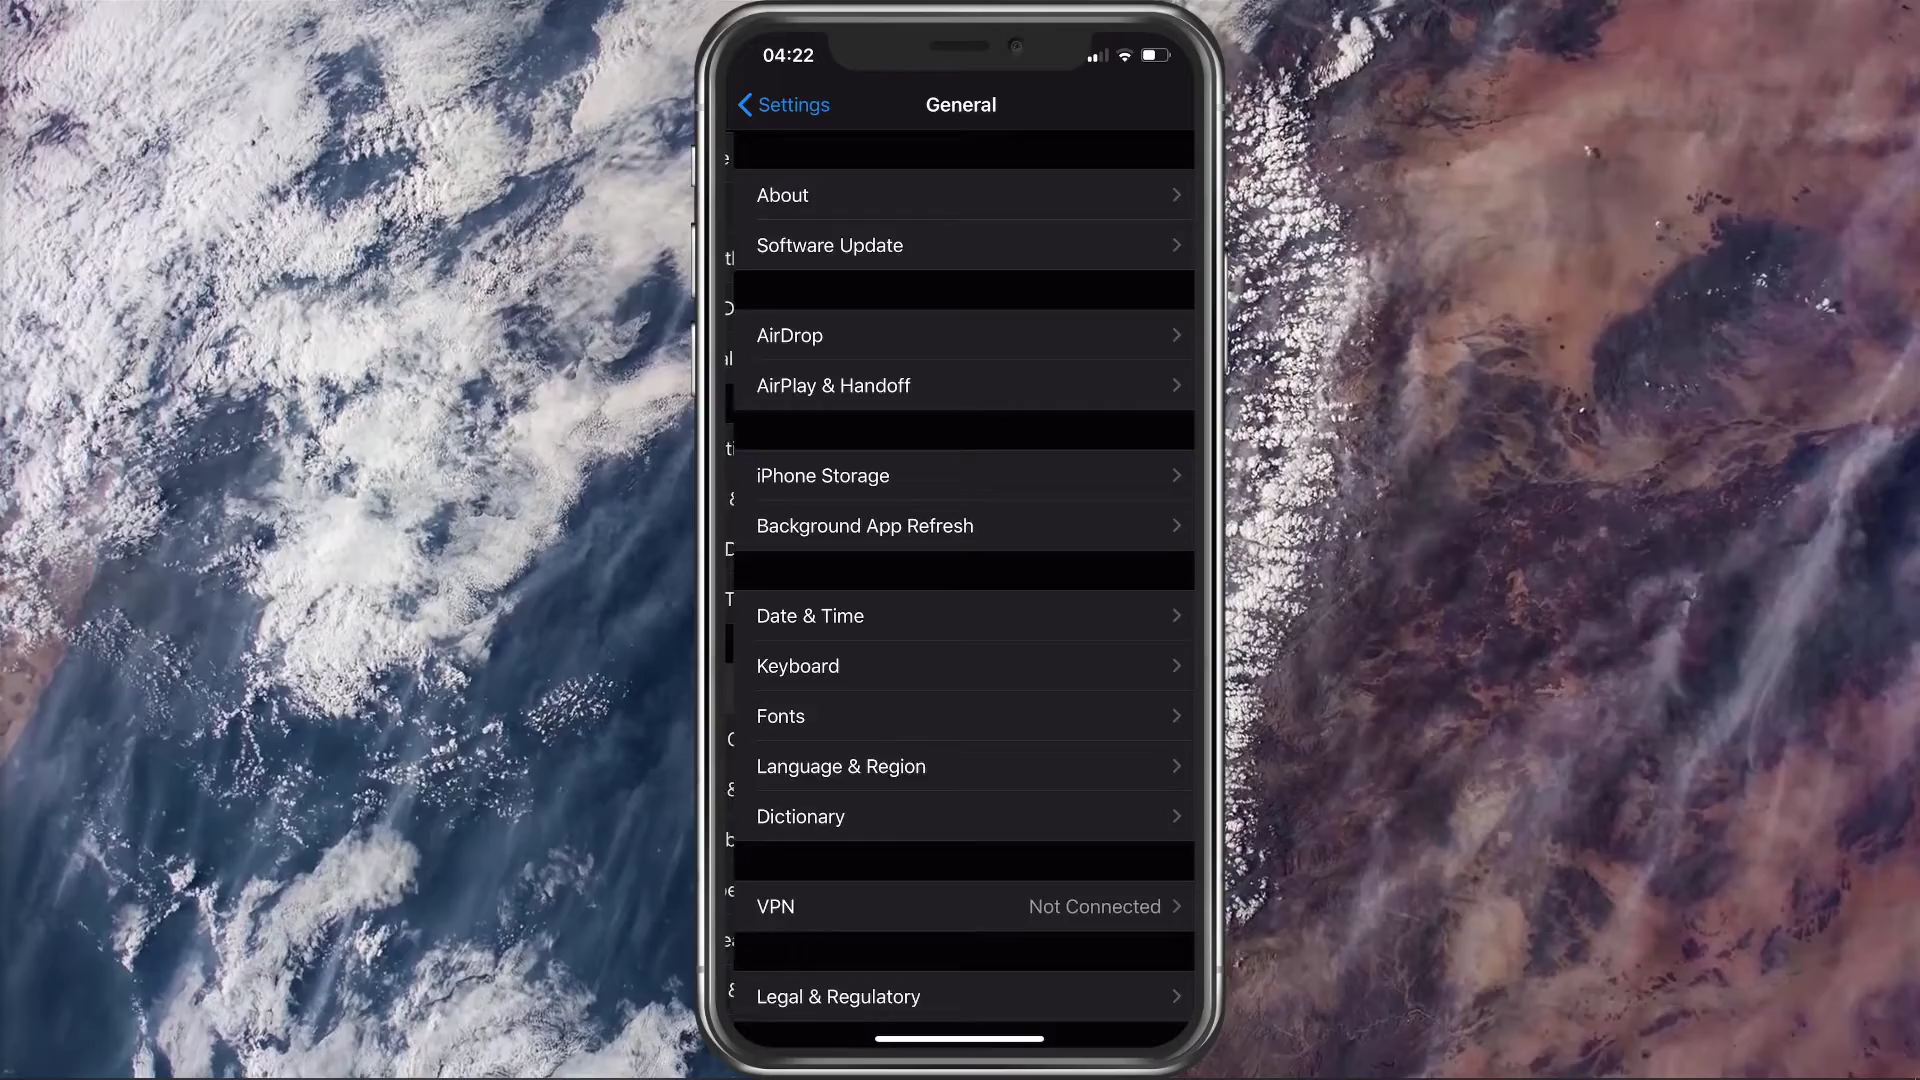 04:22
Settings
General
About
Software Update
AirDrop
AirPlay & Handoff
iPhone Storage
Background App Refresh
Date & Time
Keyboard
Fonts
Language & Region
Dictionary
VPN Not Connected
Legal & Regulatory